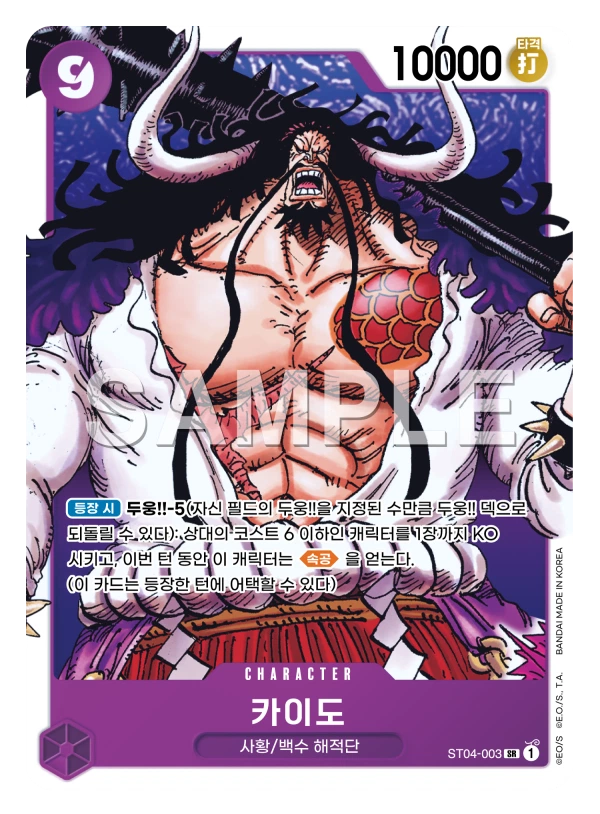 9
10000
타격
打
SAMPLE
등장 시 두웅!!-5(자신 필드의 두웅!!을 지정된 수만큼 두웅!! 덱으로
되돌릴 수 있다): 상대의 코스트 6 이하인 캐릭터를 1장까지 KO
시키고, 이번 턴 동안 이 캐릭터는 속공 을 얻는다.
(이 카드는 등장한 턴에 어택할 수 있다)
CHARACTER
카이도
사황/백수 해적단
ST04-003 SR 1
©EO/S ©E.O./S., T.A. BANDAI MADE IN KOREA